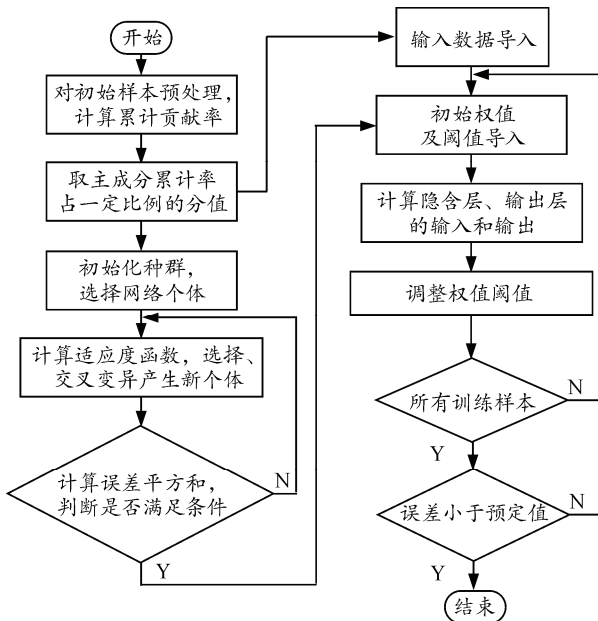 开始
对初始样本预处理，
计算累计贡献率
取主成分累计率
占一定比例的分值
初始化种群，
选择网络个体
计算适应度函数，选择、
交叉变异产生新个体
计算误差平方和，
判断是否满足条件
N
Y
输入数据导入
初始权值
及阈值导入
计算隐含层、输出层
的输入和输出
调整权值阈值
所有训练样本
N
Y
误差小于预定值
N
Y
结束